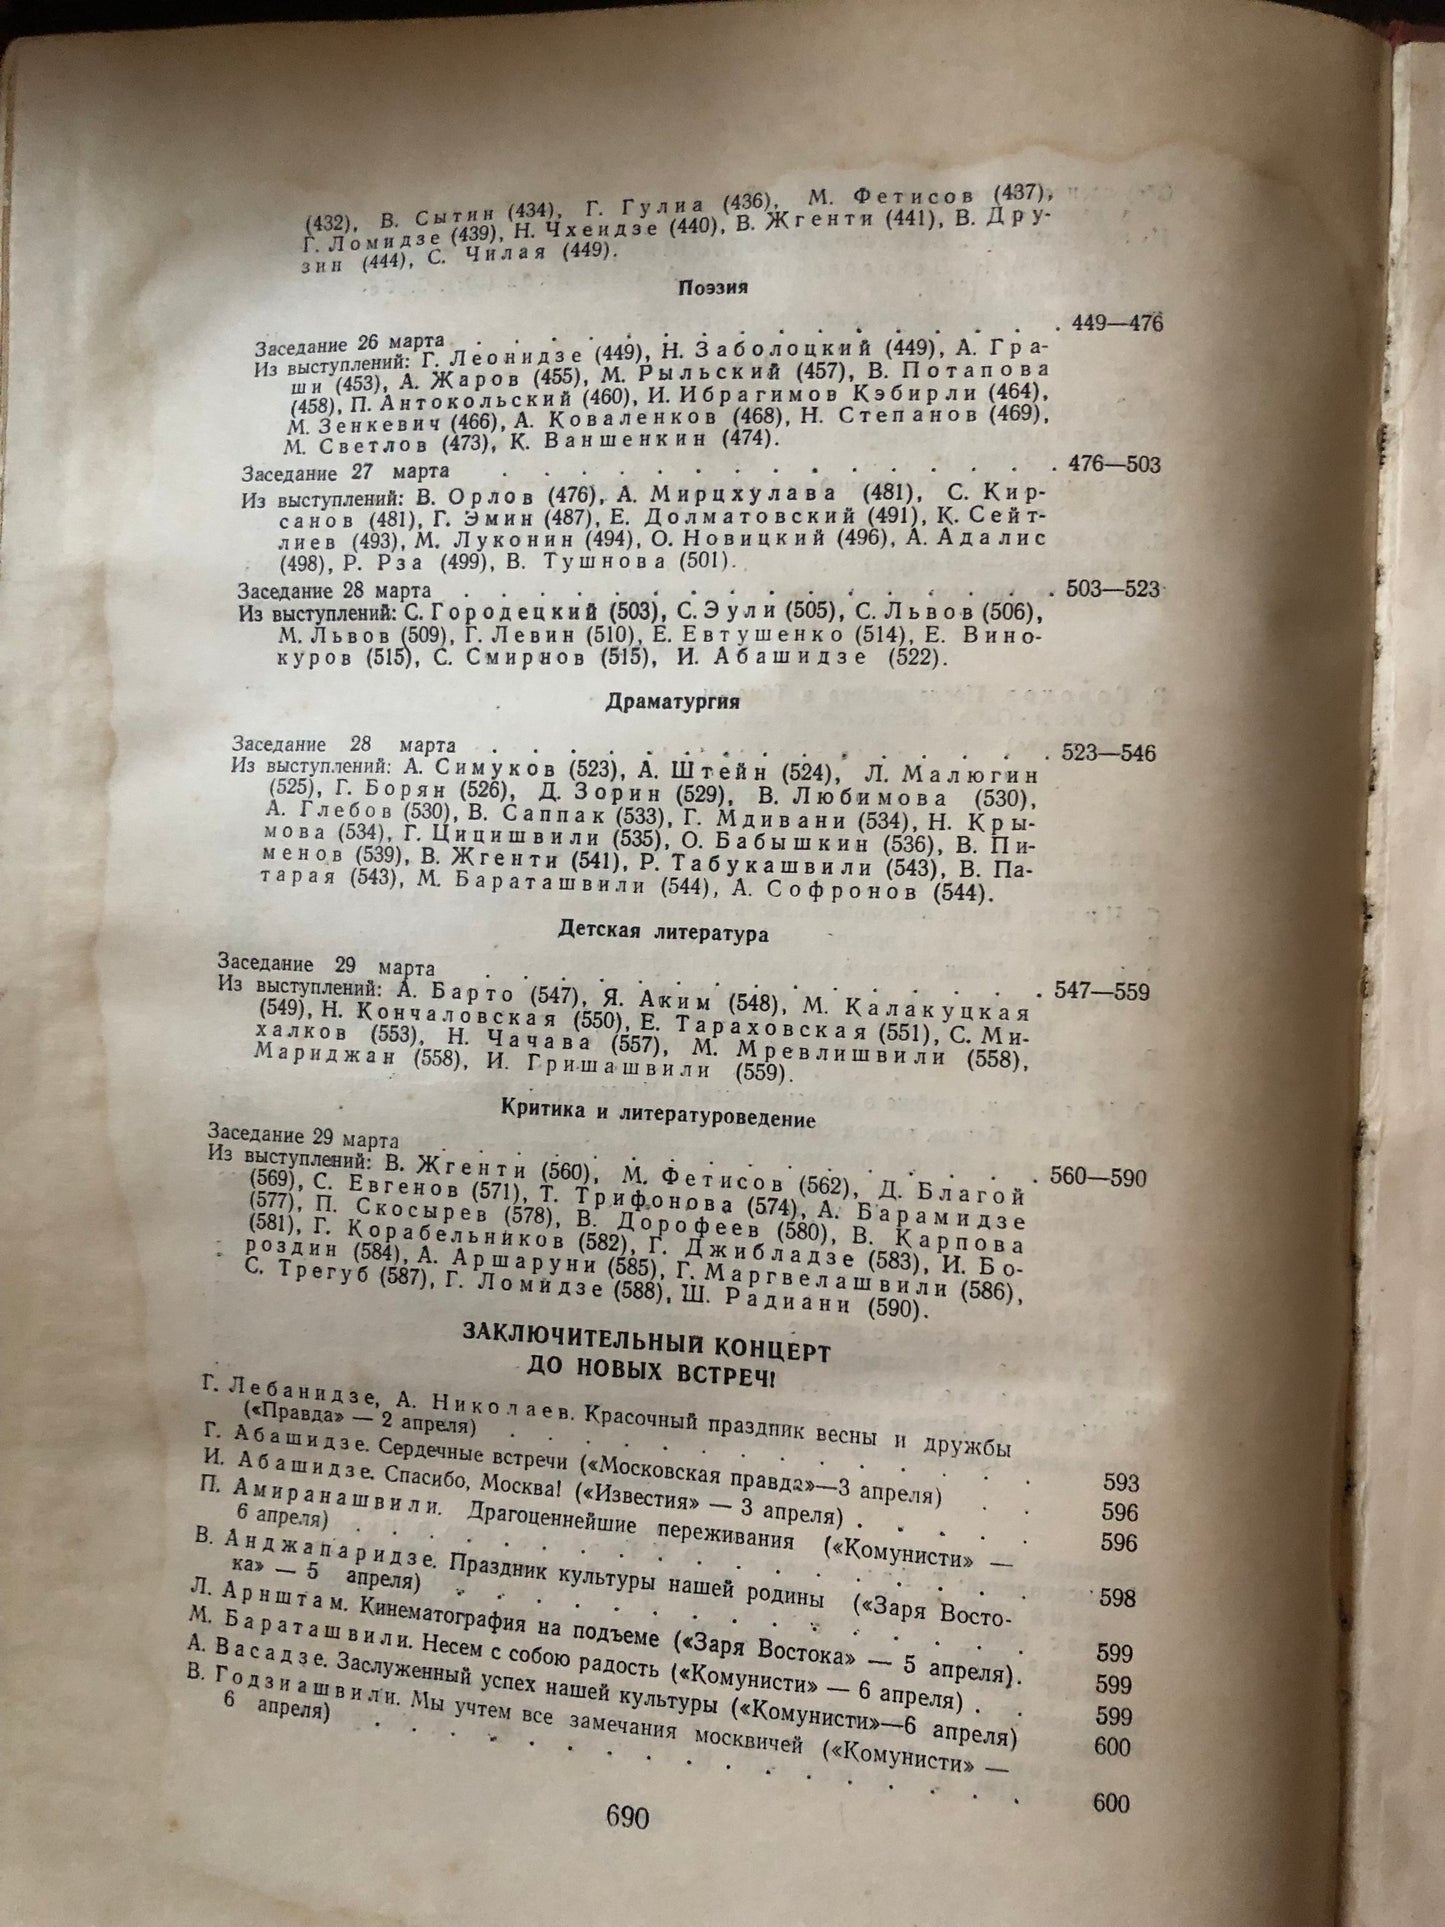 (432), В. Сытин (434), Г. Гулиа (436), М. Фетисов (437),
Г. Ломидзе (439), Н. Чхеидзе (440), В. Жгенти (441), В. Дру-
зин (444), С. Чилая (449).
Поэзия
Заседание 26 марта . . . . . . . . . . . . . . . 449—476
Из выступлений: Г. Леонидзе (449), Н. Заболоцкий (449), А. Гра-
ши (453), А. Жаров (455), М. Рыльский (457), В. Потапова
(458), П. Антокольский (460), И. Ибрагимов Кэбирли (464),
М. Зенкевич (466), А. Коваленков (468), Н. Степанов (469),
М. Светлов (473), К. Ваншенкин (474).
Заседание 27 марта . . . . . . . . . . . . . . . 476—503
Из выступлений: В. Орлов (476), А. Мирцхулава (481), С. Кир-
санов (481), Г. Эмин (487), Е. Долматовский (491), К. Сейт-
лиев (493), М. Луконин (494), О. Новицкий (496), А. Адалис
(498), Р. Рза (499), В. Тушнова (501).
Заседание 28 марта . . . . . . . . . . . . . . . 503—523
Из выступлений: С. Городецкий (503), С. Эули (505), С. Львов (506),
М. Львов (509), Г. Левин (510), Е. Евтушенко (514), Е. Вино-
куров (515), С. Смирнов (515), И. Абашидзе (522).
Драматургия
Заседание 28 марта . . . . . . . . . . . . . . . 523—546
Из выступлений: А. Симуков (523), А. Штейн (524), Л. Малюгин
(525), Г. Борян (526), Д. Зорин (529), В. Любимова (530),
А. Глебов (530), В. Саппак (533), Г. Мдивани (534), Н. Кры-
мова (534), Г. Цицишвили (535), О. Бабышкин (536), В. Пи-
менов (539), В. Жгенти (541), Р. Табукашвили (543), В. Па-
тарая (543), М. Бараташвили (544), А. Софронов (544).
Детская литература
Заседание 29 марта . . . . . . . . . . . . . . . 547—559
Из выступлений: А. Барто (547), Я. Аким (548), М. Калакуцкая
(549), Н. Кончаловская (550), Е. Тараховская (551), С. Ми-
халков (553), Н. Чачава (557), М. Мревлишвили (558),
Мариджан (558), И. Гришашвили (559).
Критика и литературоведение
Заседание 29 марта . . . . . . . . . . . . . . . 560—590
Из выступлений: В. Жгенти (560), М. Фетисов (562), Д. Благой
(569), С. Евгенов (571), Т. Трифонова (574), А. Барамидзе
(577), П. Скосырев (578), В. Дорофеев (580), В. Карпова
(581), Г. Корабельников (582), Г. Джибладзе (583), И. Бо-
роздин (584), А. Аршаруни (585), Г. Маргвелашвили (586),
С. Трегуб (587), Г. Ломидзе (588), Ш. Радиани (590).
ЗАКЛЮЧИТЕЛЬНЫЙ КОНЦЕРТ
ДО НОВЫХ ВСТРЕЧ!
Г. Лебанидзе, А. Николаев. Красочный праздник весны и дружбы
(«Правда» — 2 апреля) . . . . . . . . . . . . . . 593
Г. Абашидзе. Сердечные встречи («Московская правда»—3 апреля) . . 596
И. Абашидзе. Спасибо, Москва! («Известия» — 3 апреля) . . . . . 596
П. Амиранашвили. Драгоценнейшие переживания («Комунисти» —
6 апреля) . . . . . . . . . . . . . . . . . . 598
В. Анджапаридзе. Праздник культуры нашей родины («Заря Восто-
ка» — 5 апреля) . . . . . . . . . . . . . . . . 599
Л. Арнштам. Кинематография на подъеме («Заря Востока» — 5 апреля). 599
М. Бараташвили. Несем с собою радость («Комунисти» — 6 апреля) . . 599
А. Васадзе. Заслуженный успех нашей культуры («Комунисти»—6 апреля) 600
В. Годзиашвили. Мы учтем все замечания москвичей («Комунисти» —
6 апреля) . . . . . . . . . . . . . . . . . . 600
690